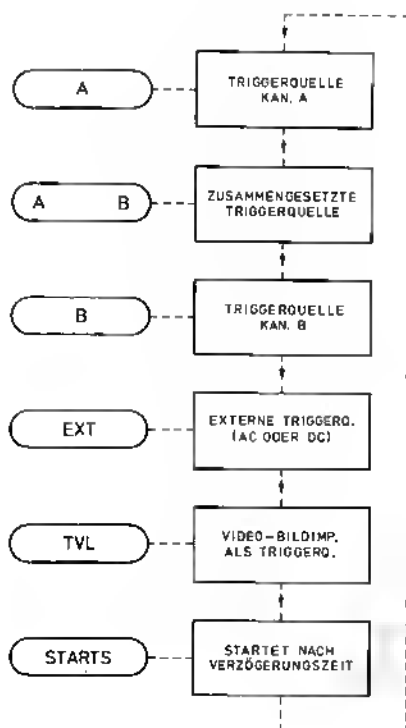 A
TRIGGERQUELLE
KAN. A
A B
ZUSAMMENGESETZTE
TRIGGERQUELLE
B
TRIGGERQUELLE
KAN. B
EXT
EXTERNE TRIGGERQ.
(AC ODER DC)
TVL
VIDEO-BILDIMP.
ALS TRIGGERQ.
STARTS
STARTET NACH
VERZÖGERUNGSZEIT